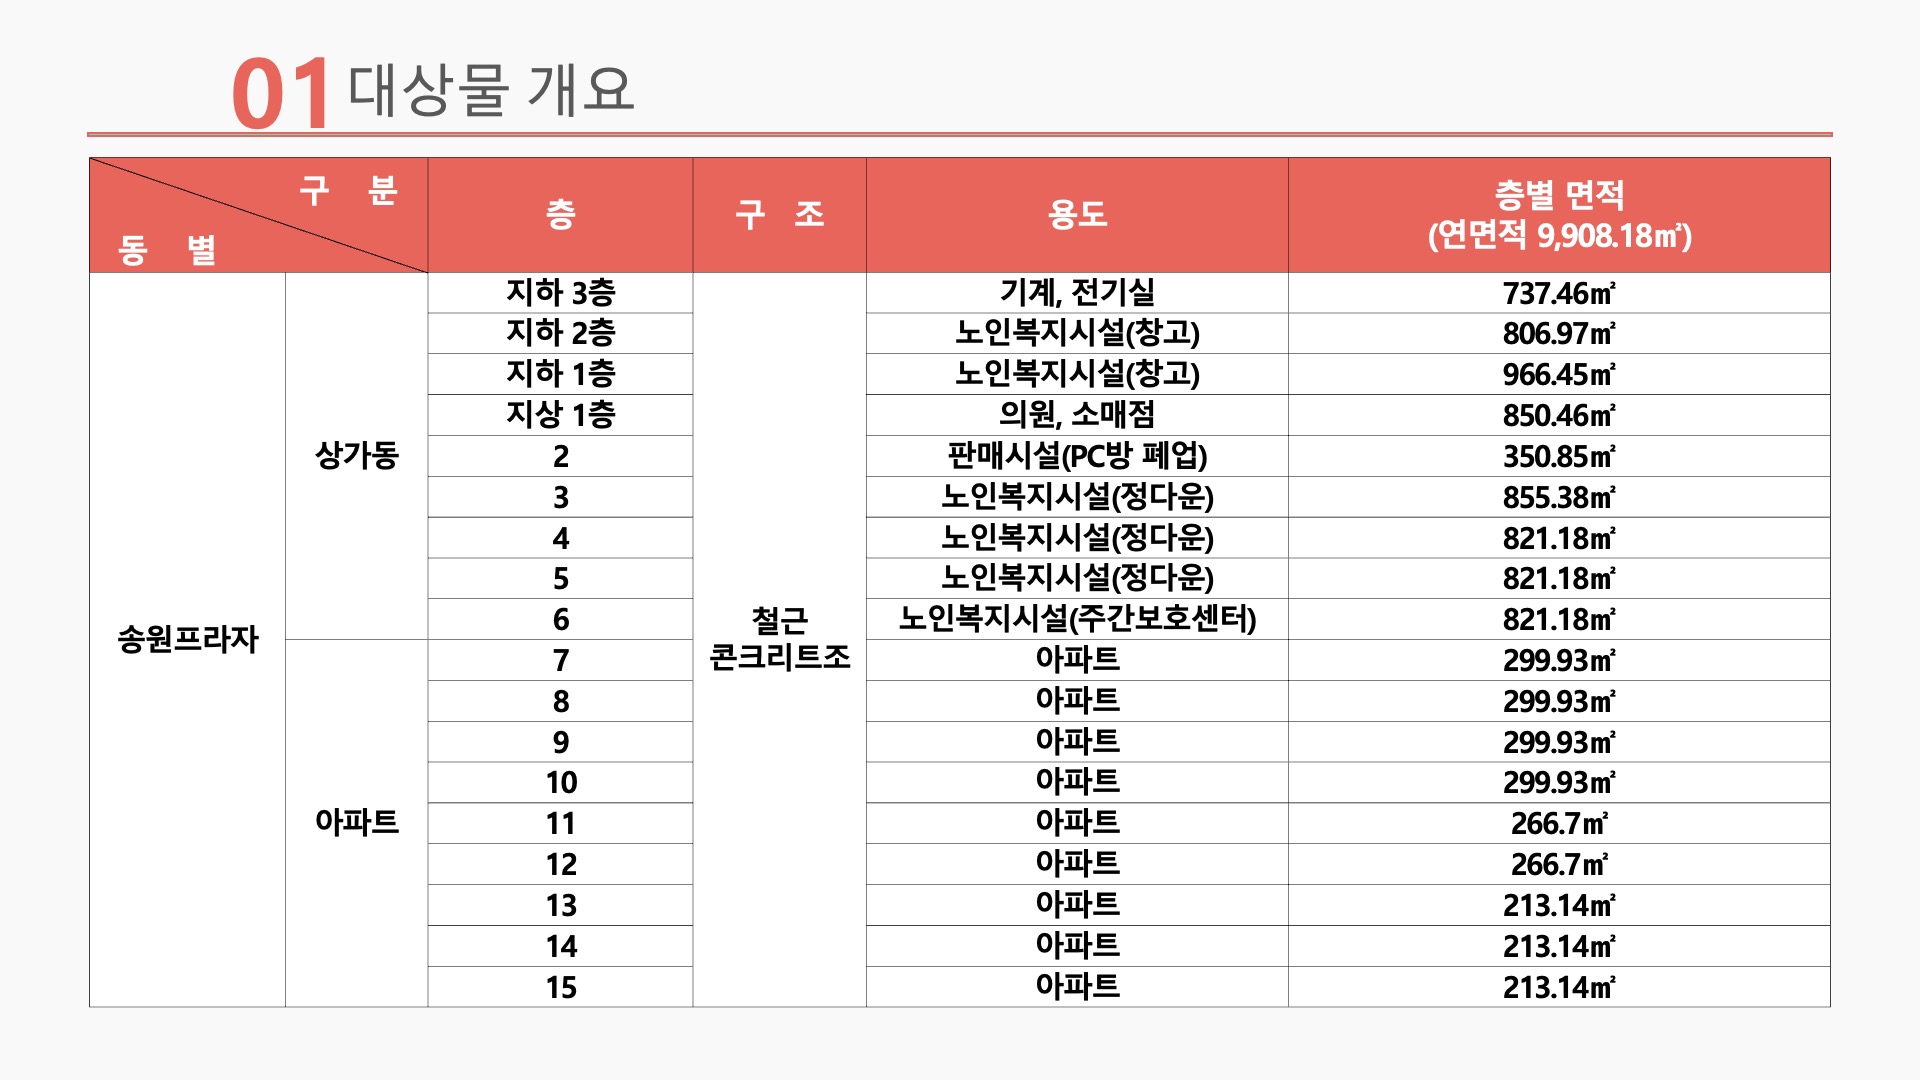 01 대상물 개요
구 분
동 별
층
구 조
용도
층별 면적
(연면적 9,908.18㎡)
송원프라자
상가동
철근
콘크리트조
지하 3층 기계, 전기실 737.46㎡
지하 2층 노인복지시설(창고) 806.97㎡
지하 1층 노인복지시설(창고) 966.45㎡
지상 1층 의원, 소매점 850.46㎡
2 판매시설(PC방 폐업) 350.85㎡
3 노인복지시설(정다운) 855.38㎡
4 노인복지시설(정다운) 821.18㎡
5 노인복지시설(정다운) 821.18㎡
6 노인복지시설(주간보호센터) 821.18㎡
아파트
7 아파트 299.93㎡
8 아파트 299.93㎡
9 아파트 299.93㎡
10 아파트 299.93㎡
11 아파트 266.7㎡
12 아파트 266.7㎡
13 아파트 213.14㎡
14 아파트 213.14㎡
15 아파트 213.14㎡